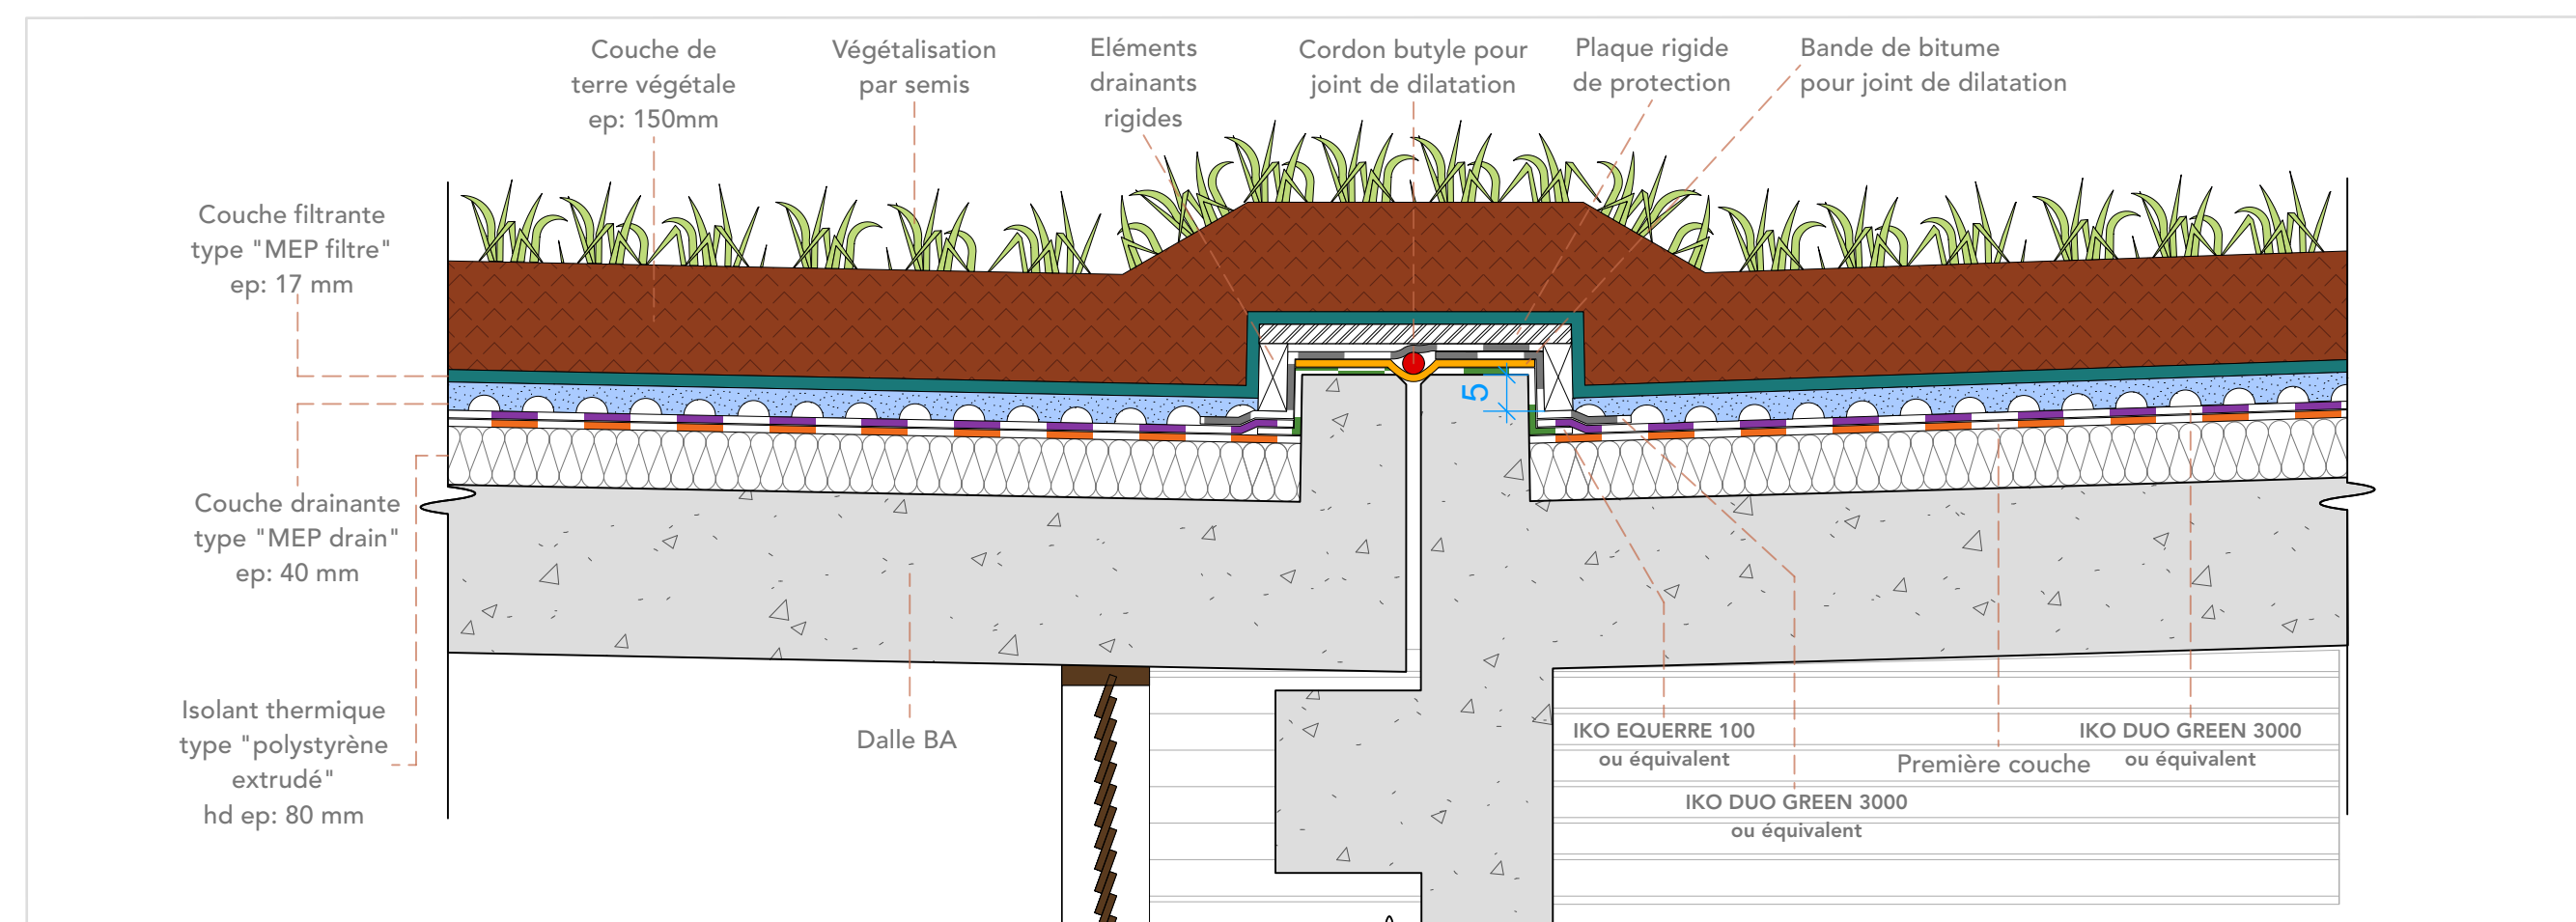 Couche de
terre végétale
ep: 150mm
Végétalisation
par semis
Eléments
drainants
rigides
Cordon butyle pour
joint de dilatation
Plaque rigide
de protection
Bande de bitume
pour joint de dilatation
Couche filtrante
type "MEP filtre"
ep: 17 mm
5
Couche drainante
type "MEP drain"
ep: 40 mm
Isolant thermique
type "polystyrène
extrudé"
hd ep: 80 mm
Dalle BA
IKO EQUERRE 100
ou équivalent
IKO DUO GREEN 3000
ou équivalent
Première couche
IKO DUO GREEN 3000
ou équivalent